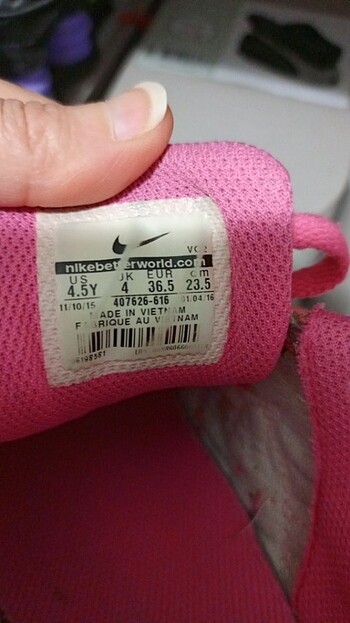 nikebetterworld.com
US UK EUR cm
4.5Y 4 36.5 23.5
11/10/15 407626-616 01/04/16
MADE IN VIETNAM
FABRIQUE AU VIETNAM